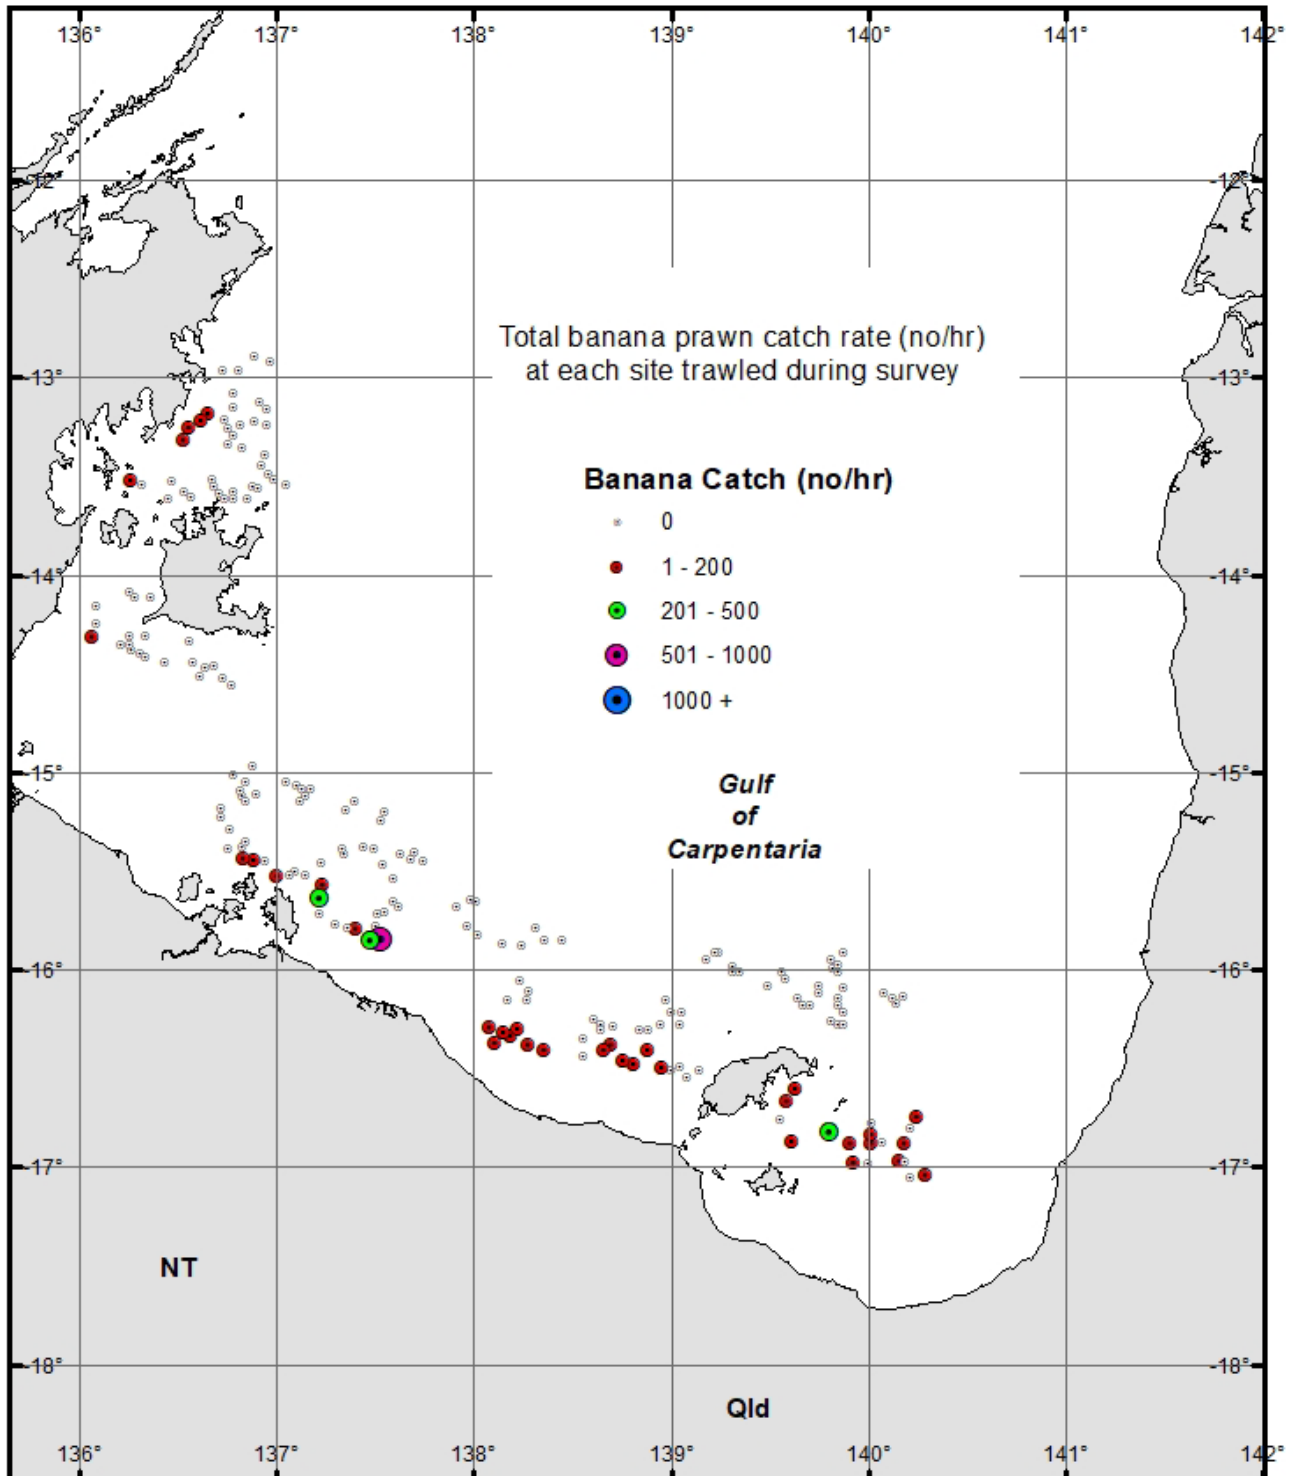 136° 137° 138° 139° 140° 141° 142°
-12° -12°
Total banana prawn catch rate (no/hr)
at each site trawled during survey
-13° -13°
Banana Catch (no/hr)
0
1 - 200
-14° -14°
201 - 500
501 - 1000
1000 +
-15° -15°
Gulf
of
Carpentaria
-16° -16°
-17° -17°
NT
-18° -18°
Qld
136° 137° 138° 139° 140° 141° 142°